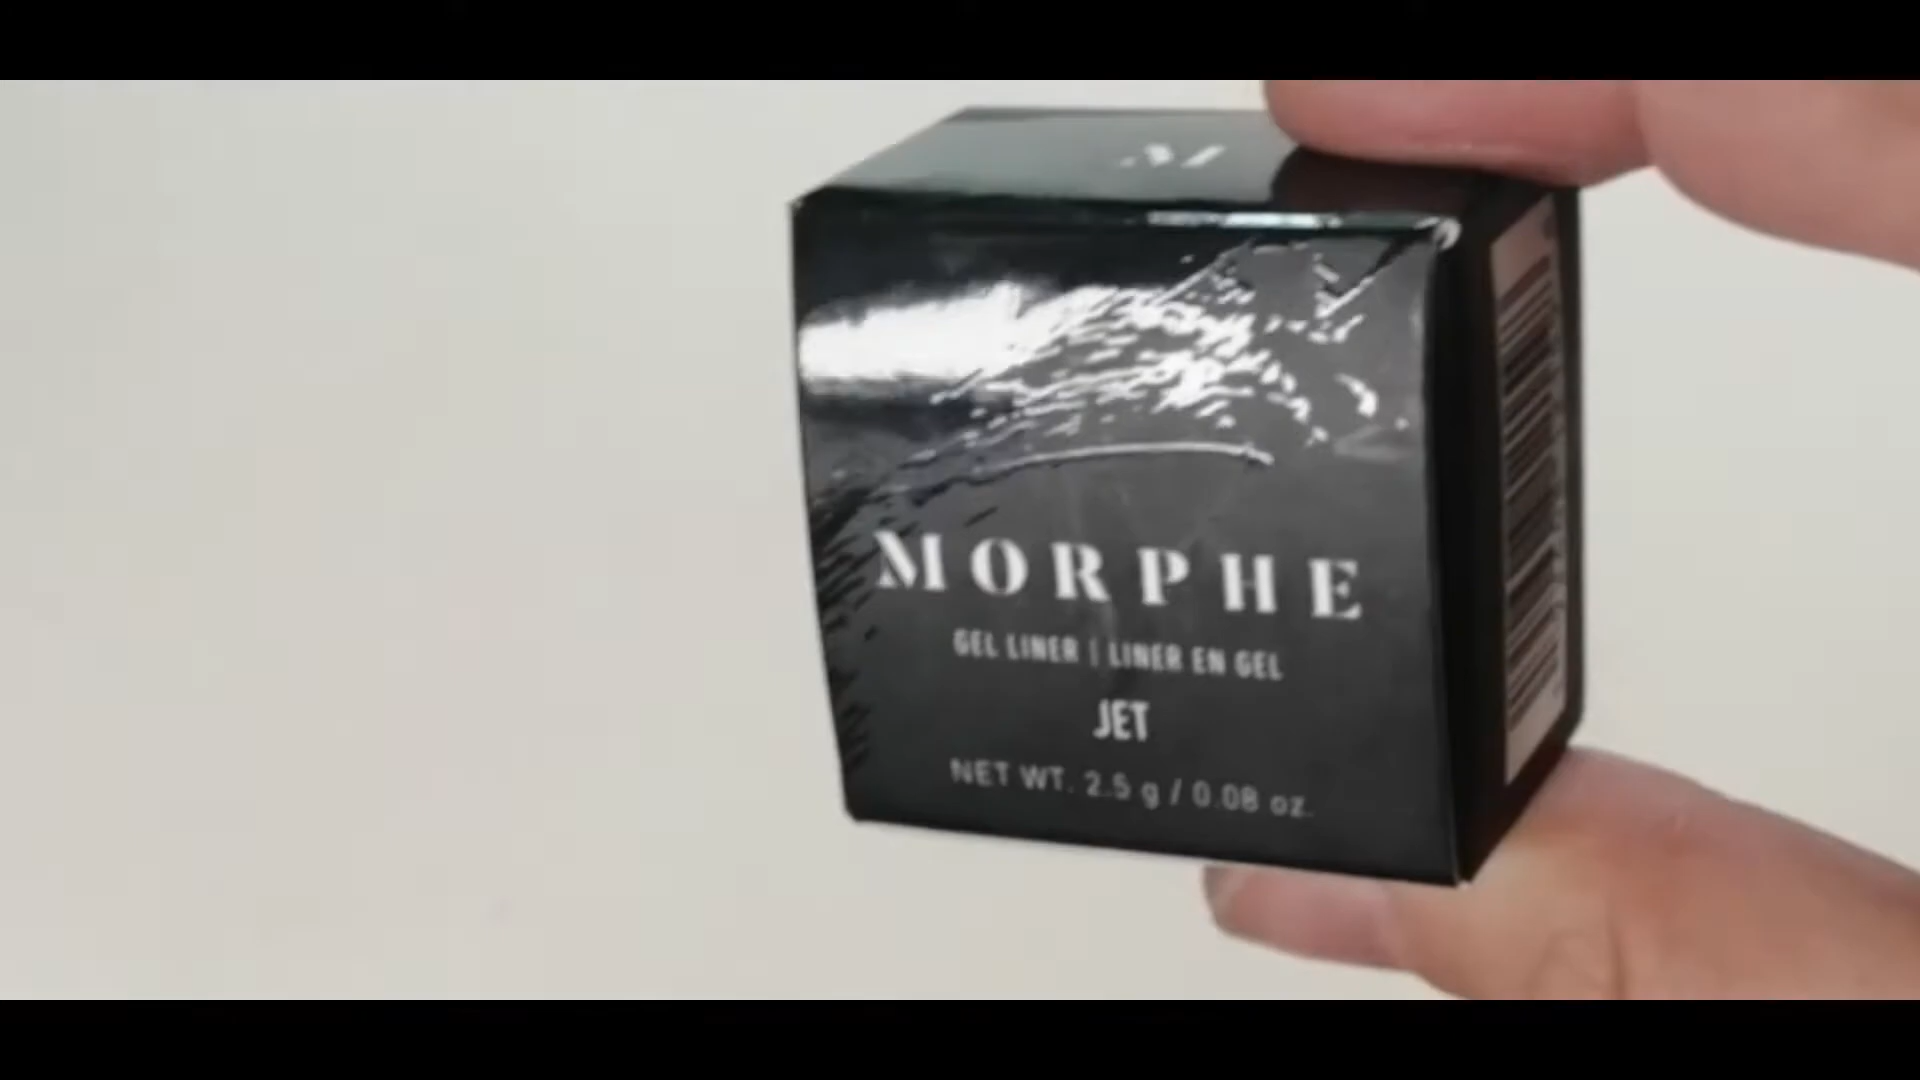 M
MORPHE
GEL LINER | LINER EN GEL
JET
NET WT. 2.5 g / 0.08 oz.